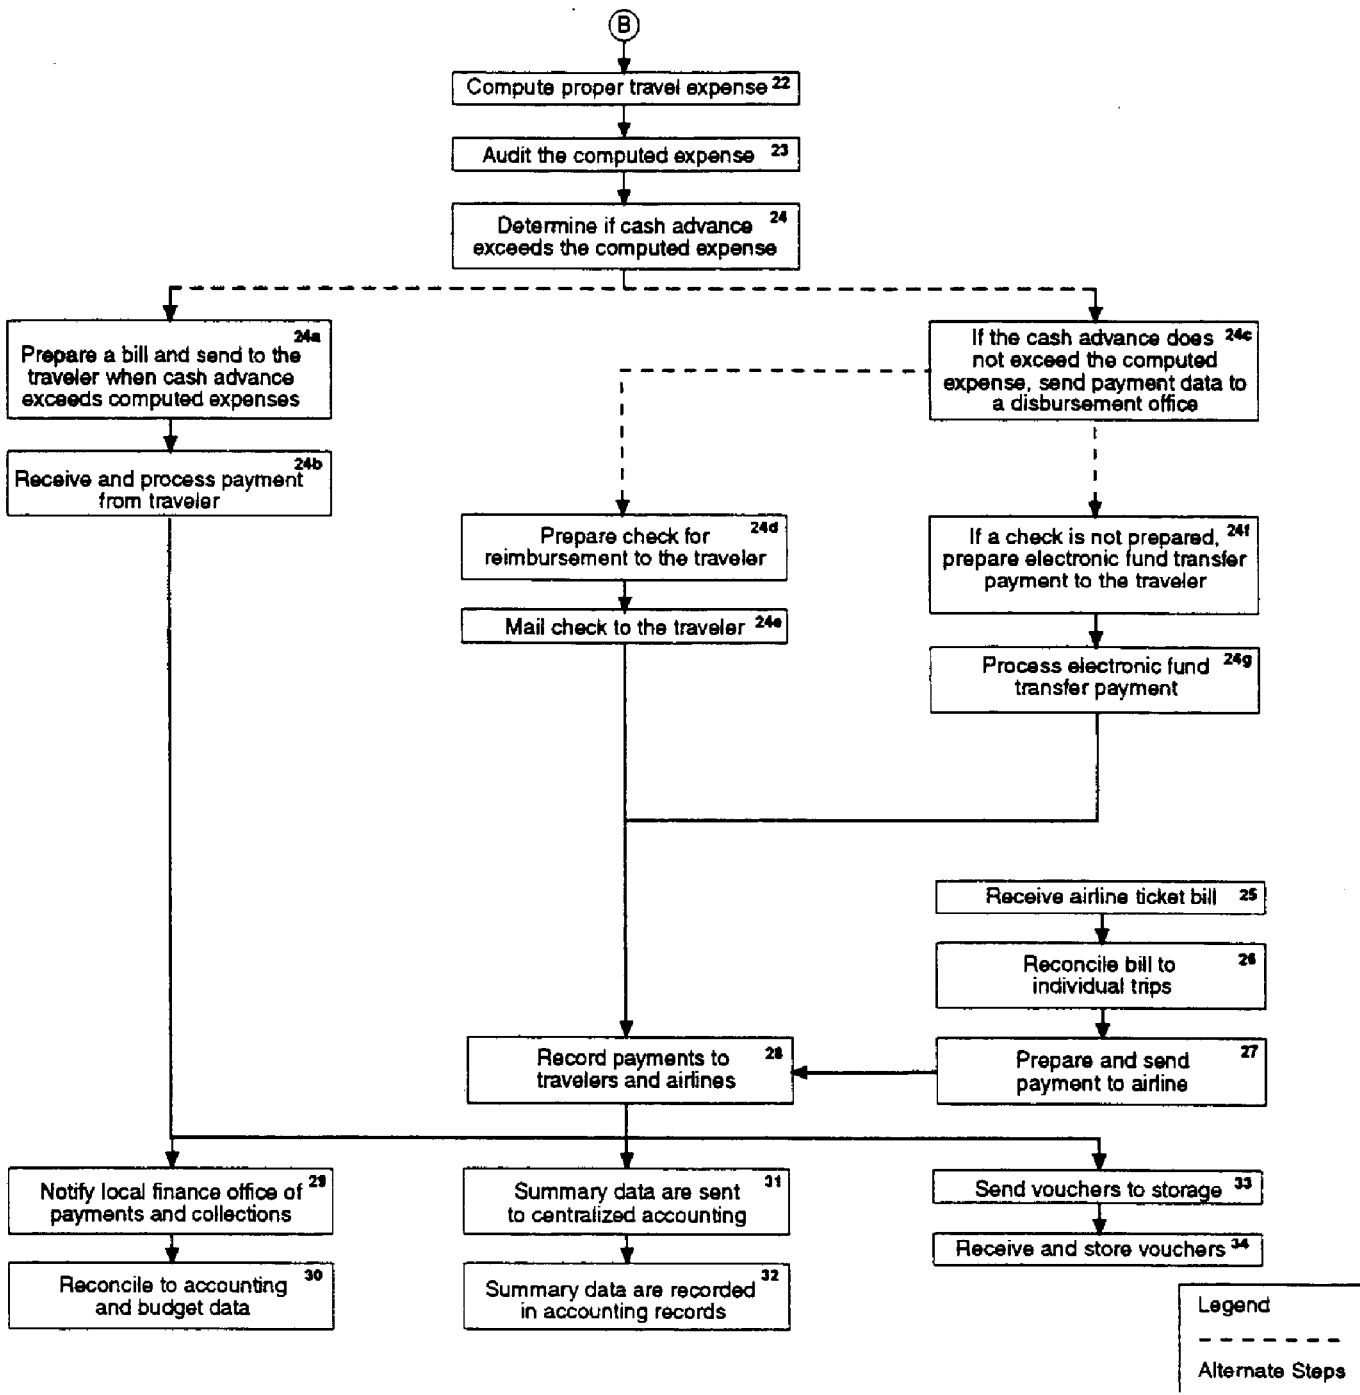 B
Compute proper travel expense 22
Audit the computed expense 23
Determine if cash advance 24
exceeds the computed expense
24a
Prepare a bill and send to the
traveler when cash advance
exceeds computed expenses
24b
Receive and process payment
from traveler
If the cash advance does 24c
not exceed the computed
expense, send payment data to
a disbursement office
Prepare check for 24d
reimbursement to the traveler
Mail check to the traveler 24e
If a check is not prepared, 24f
prepare electronic fund transfer
payment to the traveler
Process electronic fund 24g
transfer payment
Receive airline ticket bill 25
Reconcile bill to 26
individual trips
Prepare and send 27
payment to airline
Record payments to 28
travelers and airlines
Notify local finance office of 29
payments and collections
Reconcile to accounting 30
and budget data
Summary data are sent 31
to centralized accounting
Summary data are recorded 32
in accounting records
Send vouchers to storage 33
Receive and store vouchers 34
Legend
Alternate Steps